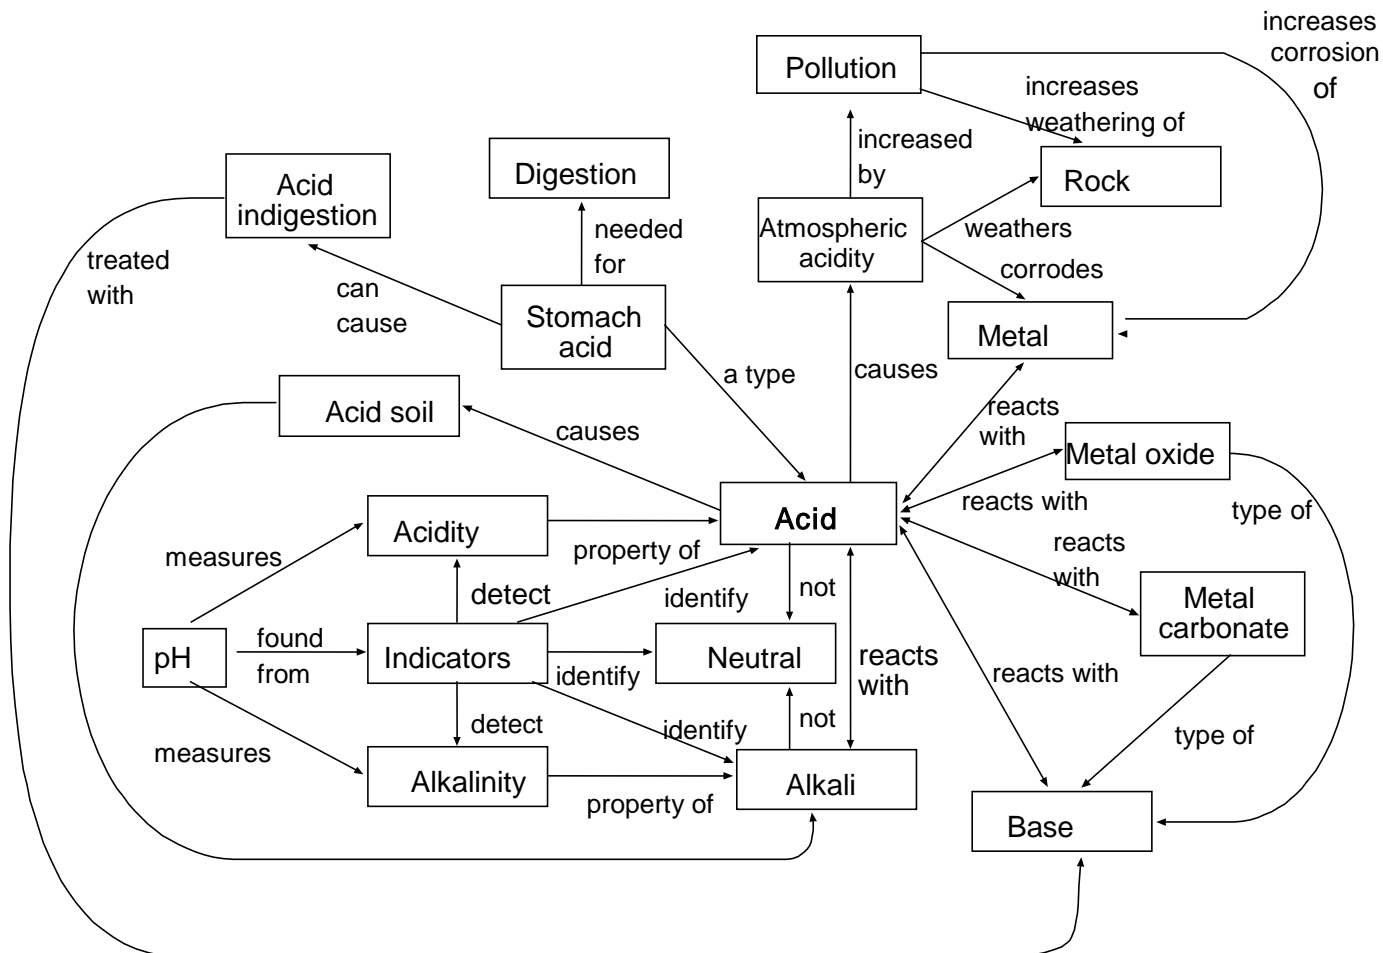 increases
corrosion
of
Pollution
increases
weathering of
increased
by
Rock
Digestion
Acid
indigestion
needed
for
Atmospheric
acidity
weathers
corrodes
treated
with
can
cause
Stomach
acid
Metal
a type
causes
Acid soil
causes
reacts
with
Metal oxide
reacts with
type of
Acid
Acidity
property of
measures
reacts
with
detect
identify
not
Metal
carbonate
pH
found
from
Indicators
identify
Neutral
reacts
with
reacts with
detect
identify
not
type of
measures
Alkalinity
property of
Alkali
Base